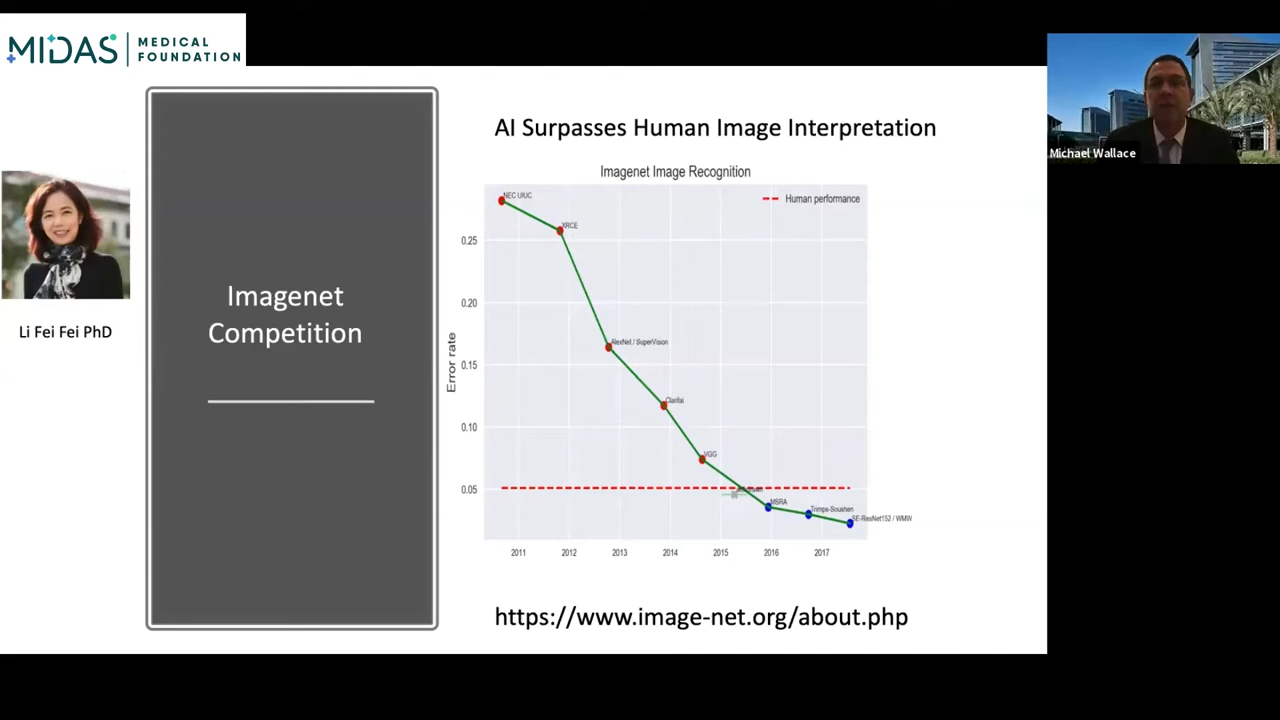 MIDAS
MEDICAL
FOUNDATION
AI Surpasses Human Image Interpretation
Michael Wallace
Imagenet Image Recognition
NEC UIUC
Human performance
XRCE
0.25
0.20
Imagenet
Competition
Li Fei Fei PhD
AlexNet / SuperVision
Error rate
0.15
Clarifai
0.10
VGG
0.05
MSRA
Trimps-Soushen
SE-ResNet152 / WMW
2011
2012
2013
2014
2015
2016
2017
https://www.image-net.org/about.php